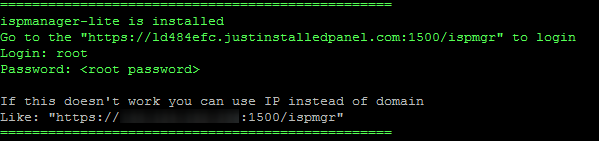 ================================================
ispmanager-lite is installed
Go to the "https://ld484efc.justinstalledpanel.com:1500/ispmgr" to login
Login: root
Password: <root password>
If this doesn't work you can use IP instead of domain
Like: "https:// :1500/ispmgr"
================================================